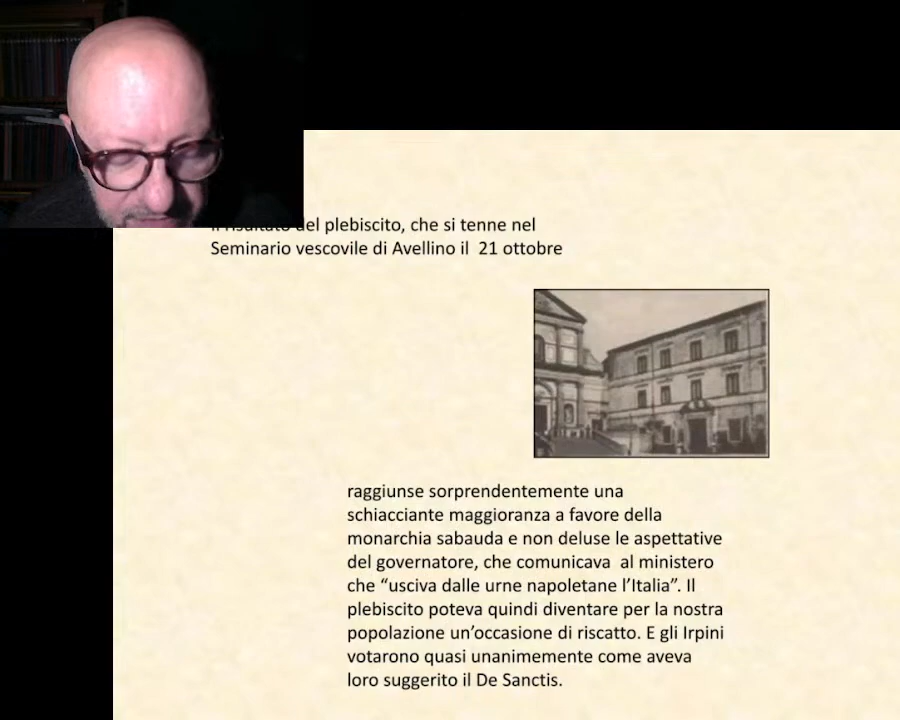 Il risultato del plebiscito, che si tenne nel
Seminario vescovile di Avellino il 21 ottobre
raggiunse sorprendentemente una
schiacciante maggioranza a favore della
monarchia sabauda e non deluse le aspettative
del governatore, che comunicava al ministero
che “usciva dalle urne napoletane l’Italia”. Il
plebiscito poteva quindi diventare per la nostra
popolazione un’occasione di riscatto. E gli Irpini
votarono quasi unanimemente come aveva
loro suggerito il De Sanctis.